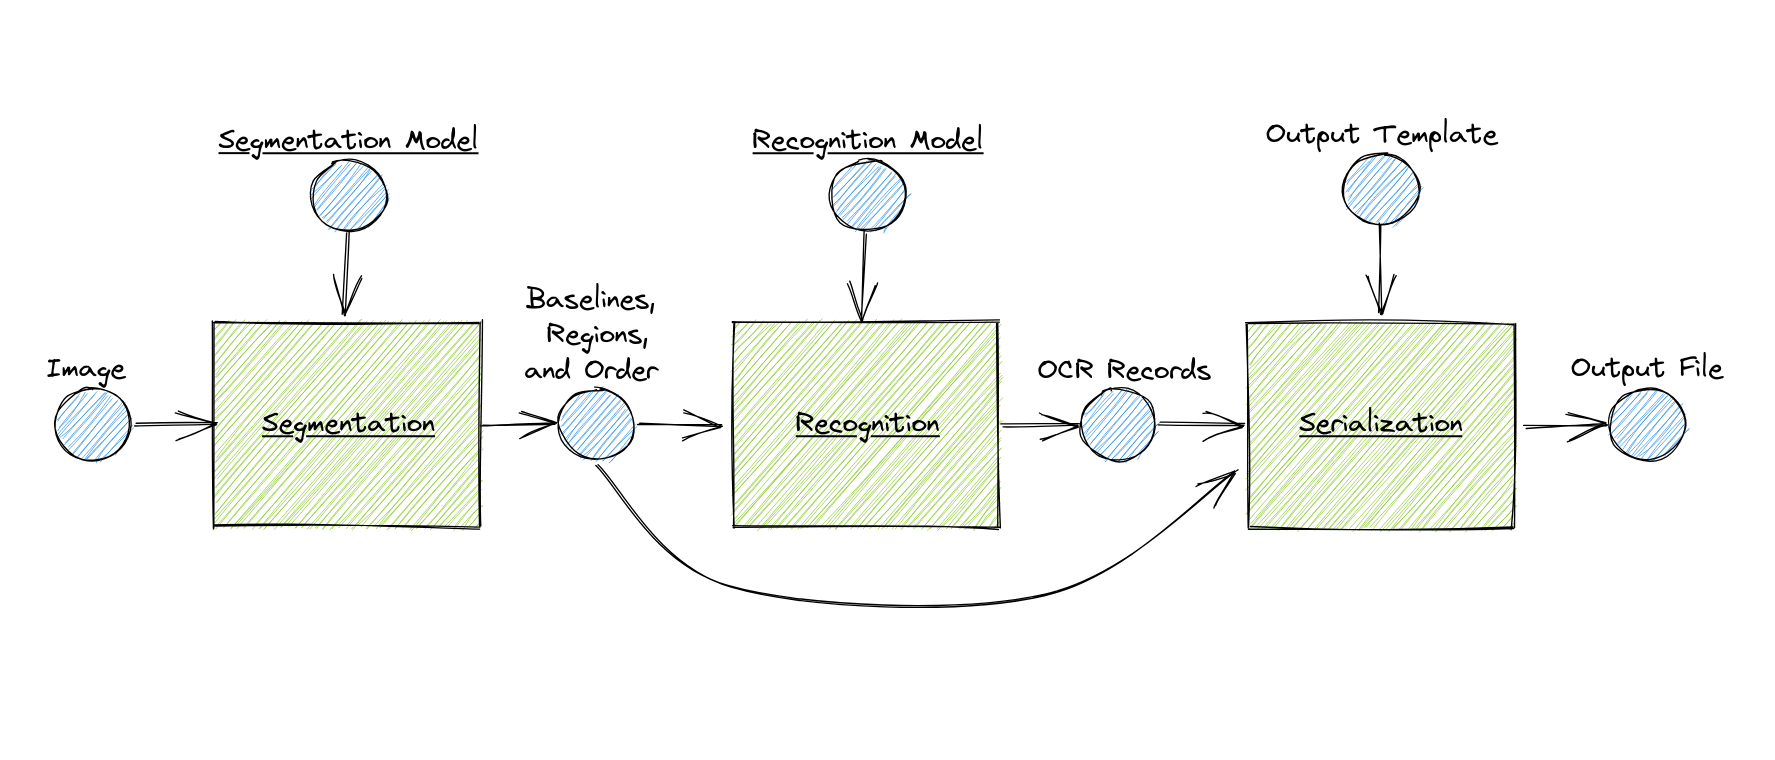 Segmentation Model
Recognition Model
Output Template
Image
Segmentation
Baselines,
Regions,
and Order
Recognition
OCR Records
Serialization
Output File